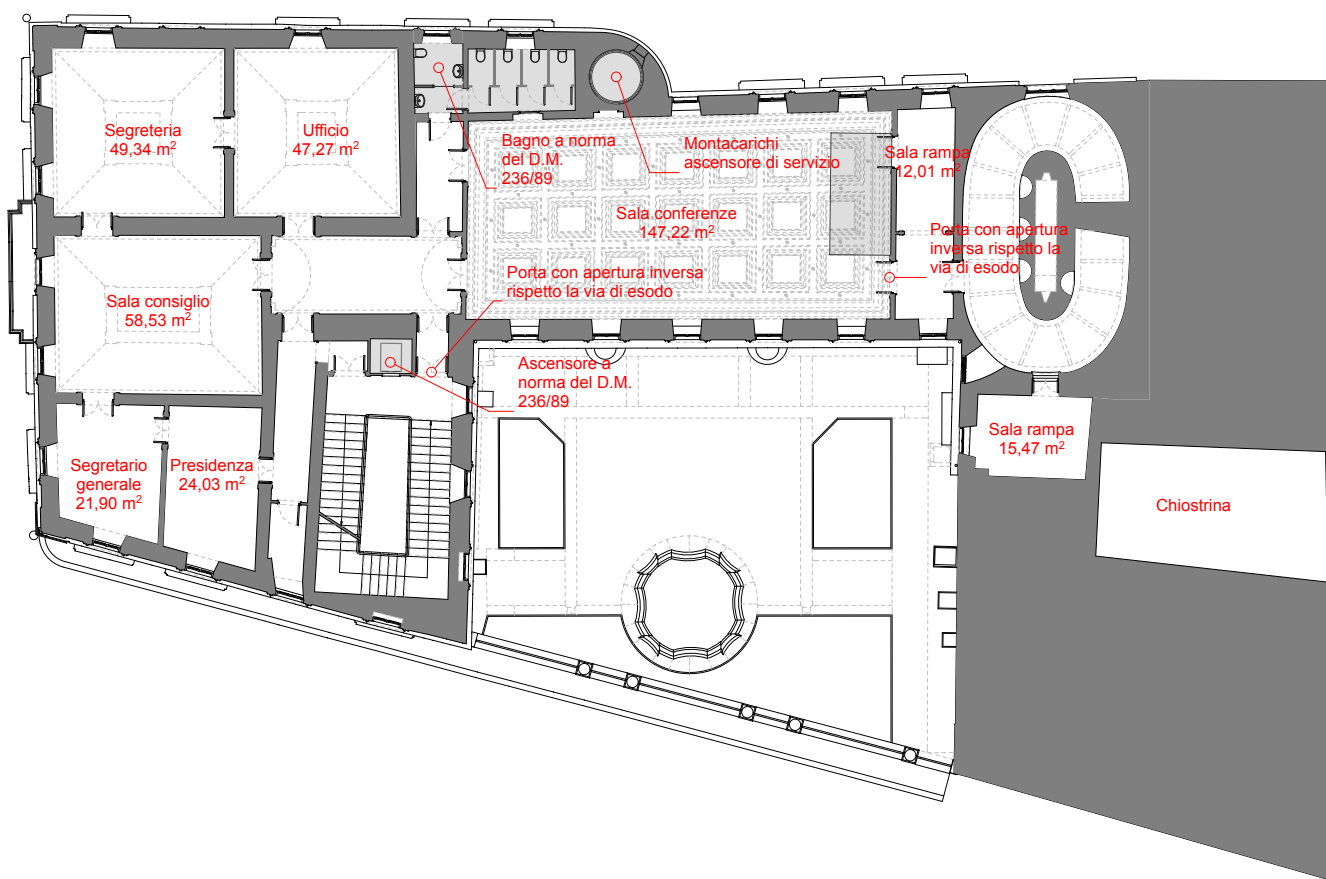 Segreteria
49,34 m²
Ufficio
47,27 m²
Bagno a norma
del D.M.
236/89
Montacarichi
ascensore di servizio
Sala rampa
12,01 m²
Sala conferenze
147,22 m²
Porta con apertura
inversa rispetto la
via di esodo
Sala consiglio
58,53 m²
Porta con apertura inversa
rispetto la via di esodo
Ascensore a
norma del D.M.
236/89
Segretario
generale
21,90 m²
Presidenza
24,03 m²
Sala rampa
15,47 m²
Chiostrina